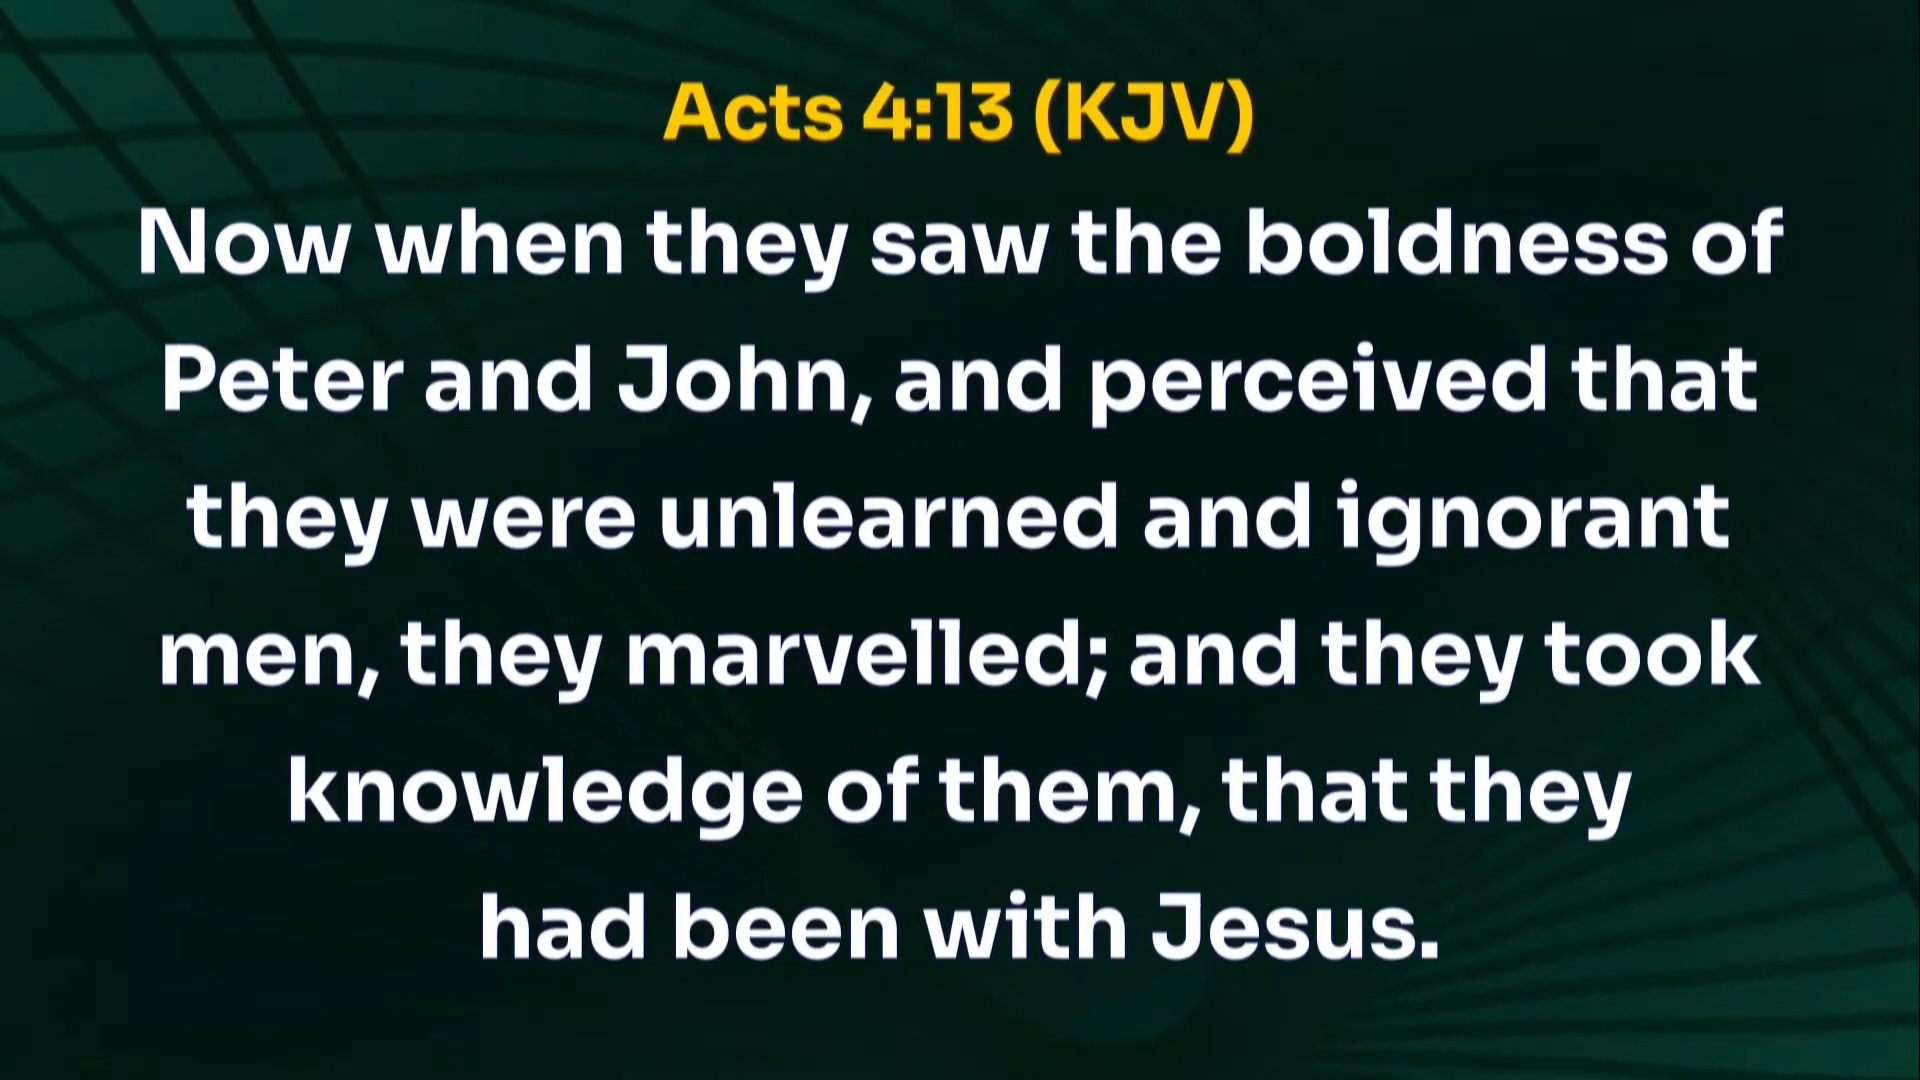 Acts 4:13 (KJV)
Now when they saw the boldness of
Peter and John, and perceived that
they were unlearned and ignorant
men, they marvelled; and they took
knowledge of them, that they
had been with Jesus.